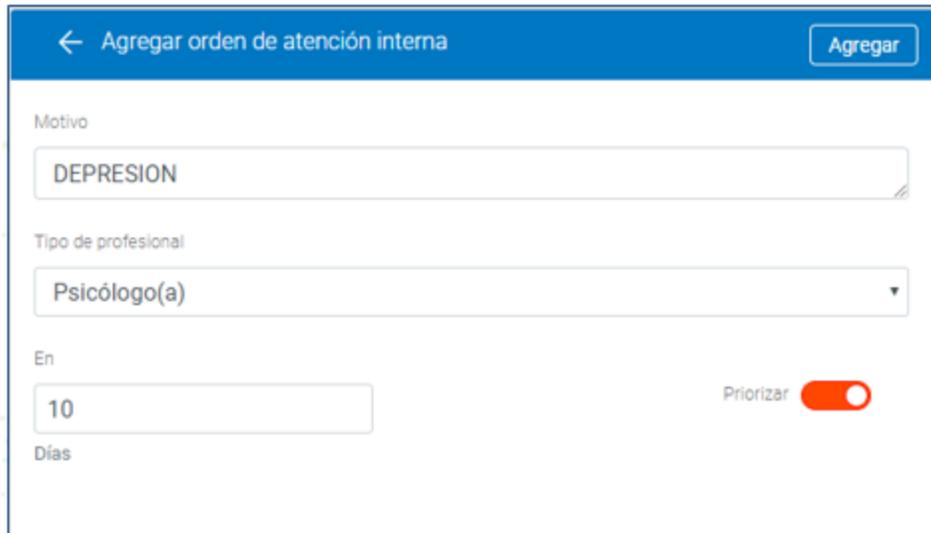 Agregar orden de atención interna
Agregar
Motivo
DEPRESION
Tipo de profesional
Psicólogo(a)
En
10
Priorizar
Días